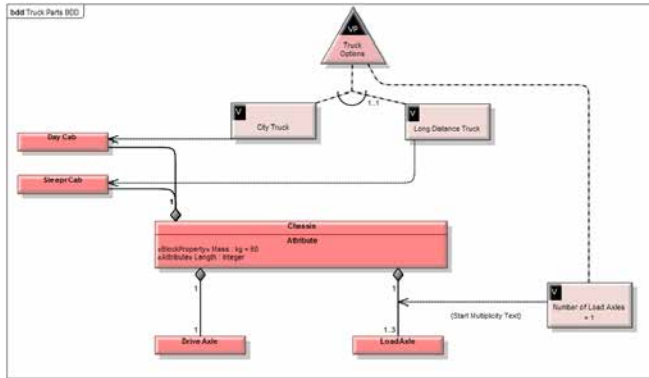 bdd Truck Parts BDD
VP
Truck
Options
1..1
V
City Truck
V
Long Distance Truck
Day Cab
SleeprCab
1
Chassis
Attribute
«BlockProperty» Mass : kg = 60
«Attribute» Length : Integer
1
1
V
Number of Load Axles
= 1
{Start Multiplicity Text}
1
1..3
Drive Axle
LoadAxle